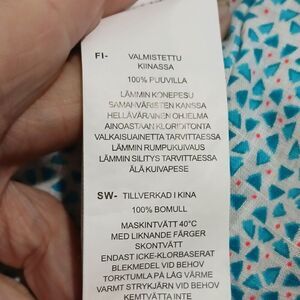 FI- VALMISTETTU
KIINASSA
100% PUUVILLA
LÄMMIN KONEPESU
SAMANVÄRISTEN KANSSA
HELLÄVARAINEN OHJELMA
AINOASTAAN KLORIDITONTA
VALKAISUAINETTA TARVITTAESSA
LÄMMIN RUMPUKUIVAUS
LÄMMIN SILITYS TARVITTAESSA
ÄLÄ KUIVAPESE
SW- TILLVERKAD I KINA
100% BOMULL
MASKINTVÄTT 40°C
MED LIKNANDE FÄRGER
SKONTVÄTT
ENDAST ICKE-KLORBASERAT
BLEKMEDEL VID BEHOV
TORKTUMLA PÅ LÅG VÄRME
VARMT STRYKJÄRN VID BEHOV
KEMTVÄTTA INTE